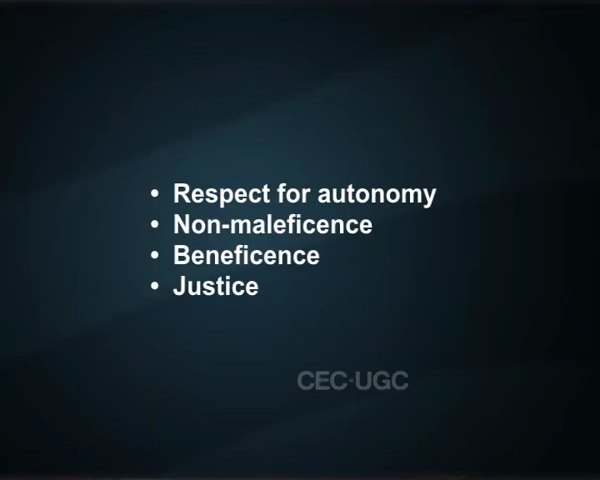 • Respect for autonomy
• Non-maleficence
• Beneficence
• Justice
CEC-UGC